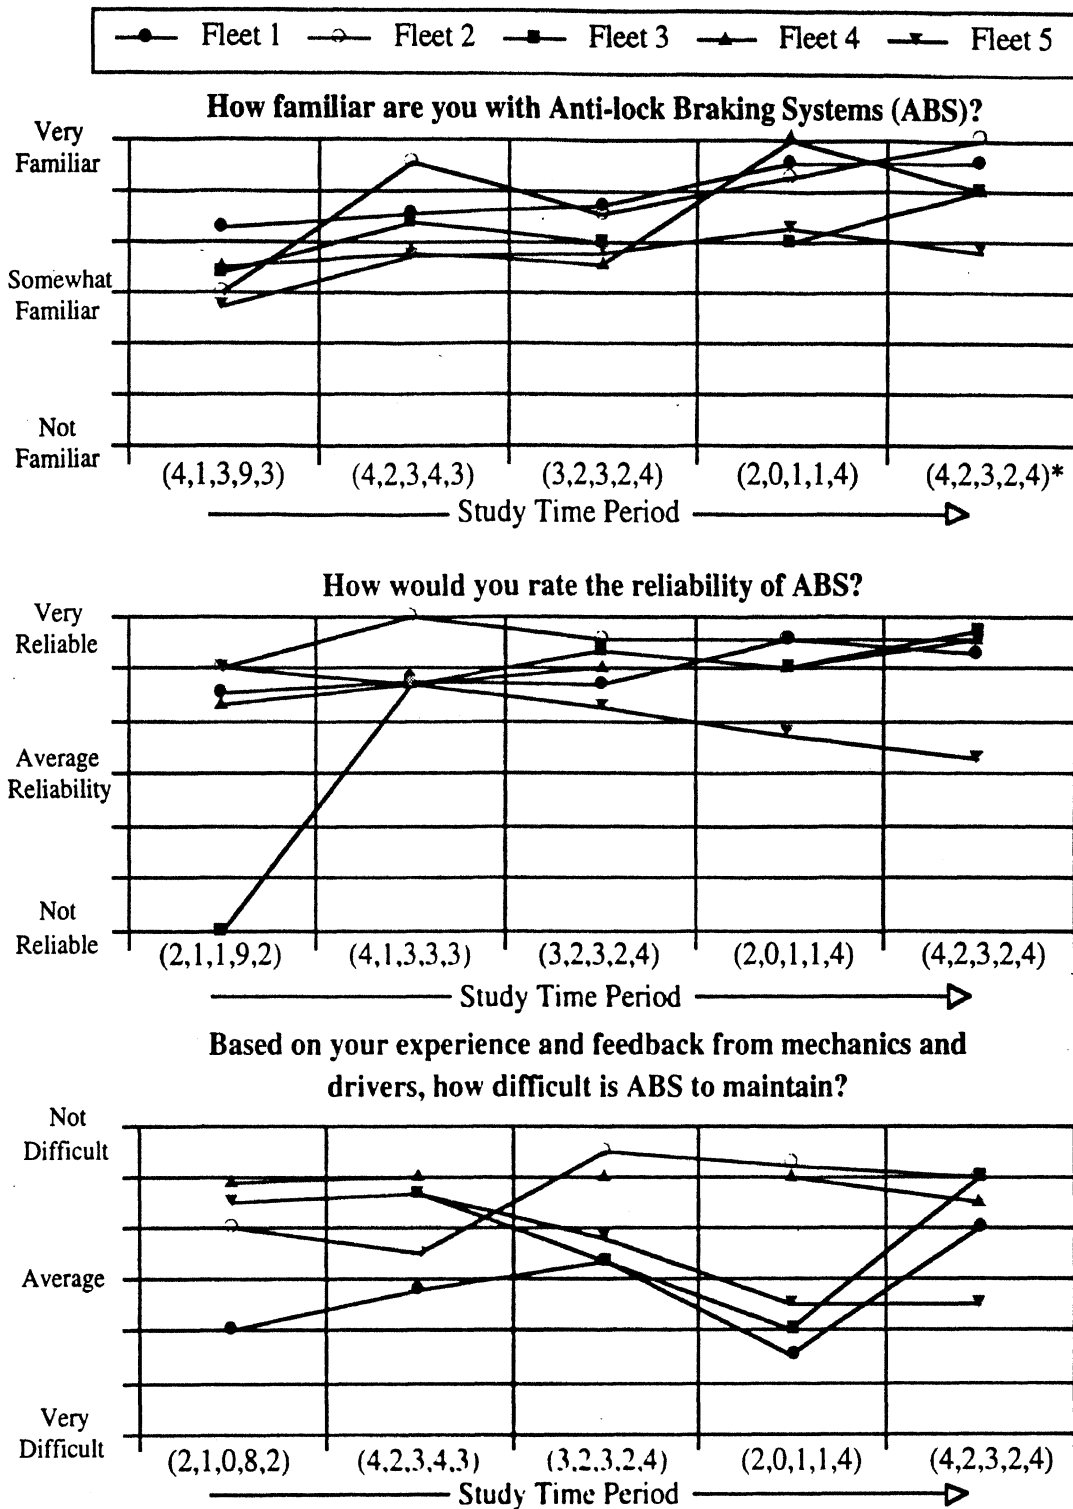 Fleet 1 Fleet 2 Fleet 3 Fleet 4 Fleet 5
How familiar are you with Anti-lock Braking Systems (ABS)?
Very
Familiar
Somewhat
Familiar
Not
Familiar
(4,1,3,9,3) (4,2,3,4,3) (3,2,3,2,4) (2,0,1,1,4) (4,2,3,2,4)*
Study Time Period
How would you rate the reliability of ABS?
Very
Reliable
Average
Reliability
Not
Reliable
(2,1,1,9,2) (4,1,3,3,3) (3,2,3,2,4) (2,0,1,1,4) (4,2,3,2,4)
Study Time Period
Based on your experience and feedback from mechanics and
drivers, how difficult is ABS to maintain?
Not
Difficult
Average
Very
Difficult
(2,1,0,8,2) (4,2,3,4,3) (3,2,3,2,4) (2,0,1,1,4) (4,2,3,2,4)
Study Time Period